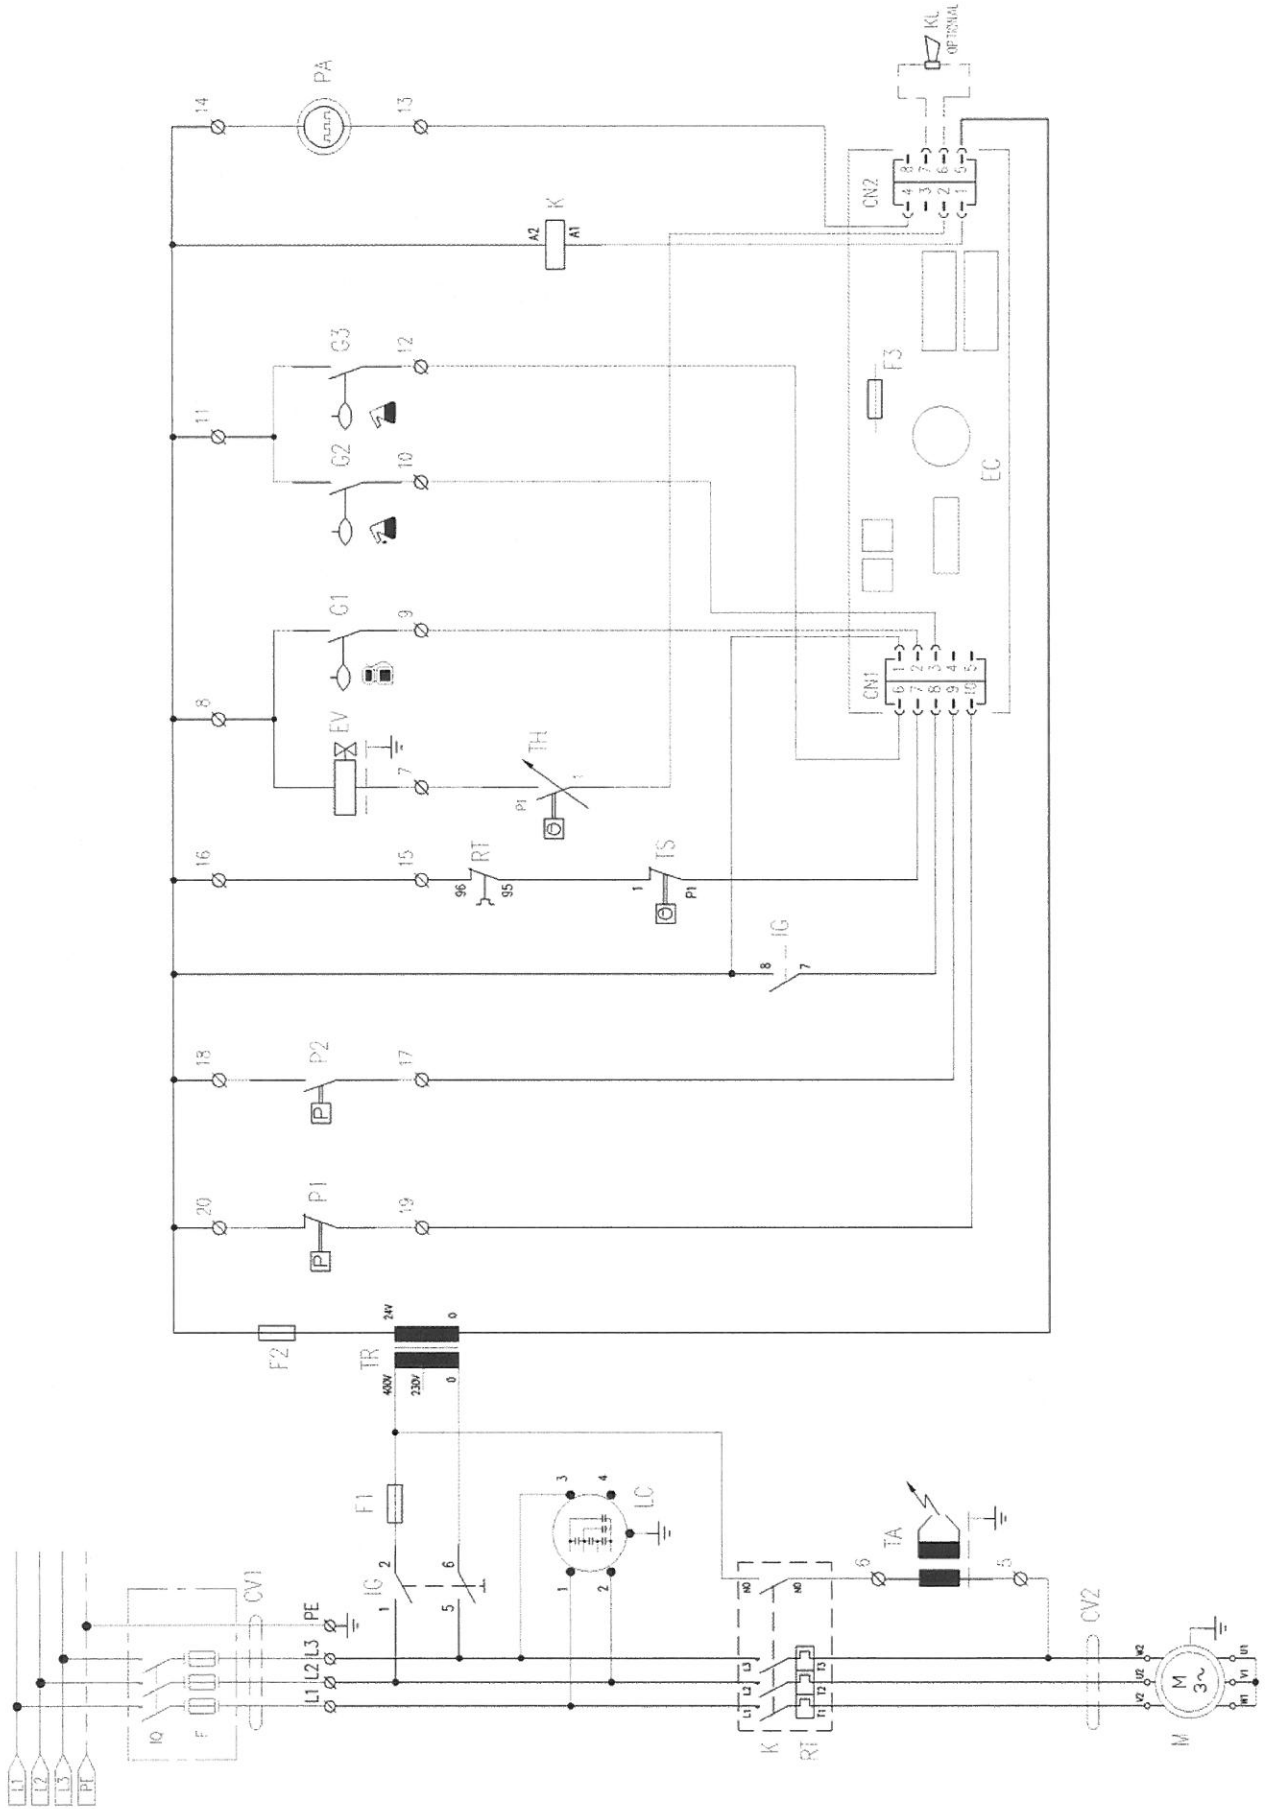 L1
L2
L3
PE
IQ
F
CV1
L1 L2 L3 PE
IG
1 2
5 6
F1
TR
400V
230V
0
24V
0
F2
LC
1
2
3
4
K
RT
L1 L2 L3 NO
T1 T2 T3 NO
6
TA
5
CV2
V2 U2 W2
M
3~
W1 V1 U1
M
20
P
P1
19
18
P
P2
17
IG
8
7
16
15
96
RT
95
1
TS
P1
8
EV
7
P1
TH
1
G1
9
11
G2
10
G3
12
K
A2
A1
14
PA
13
CN1
6 1
7 2
8 3
9 4
10 5
EC
F3
CN2
4 8
3 7
2 6
1 5
KL
OPTIONAL